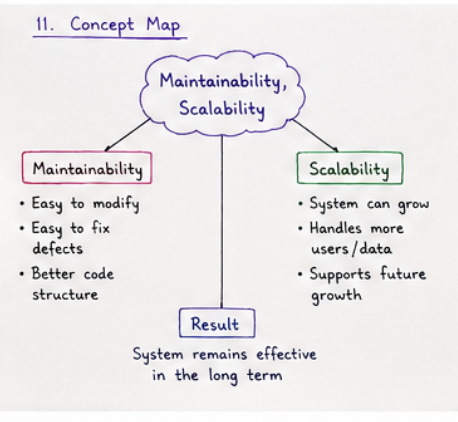 11. Concept Map
Maintainability,
Scalability
Maintainability
• Easy to modify
• Easy to fix
defects
• Better code
structure
Scalability
• System can grow
• Handles more
users/data
• Supports future
growth
Result
System remains effective
in the long term